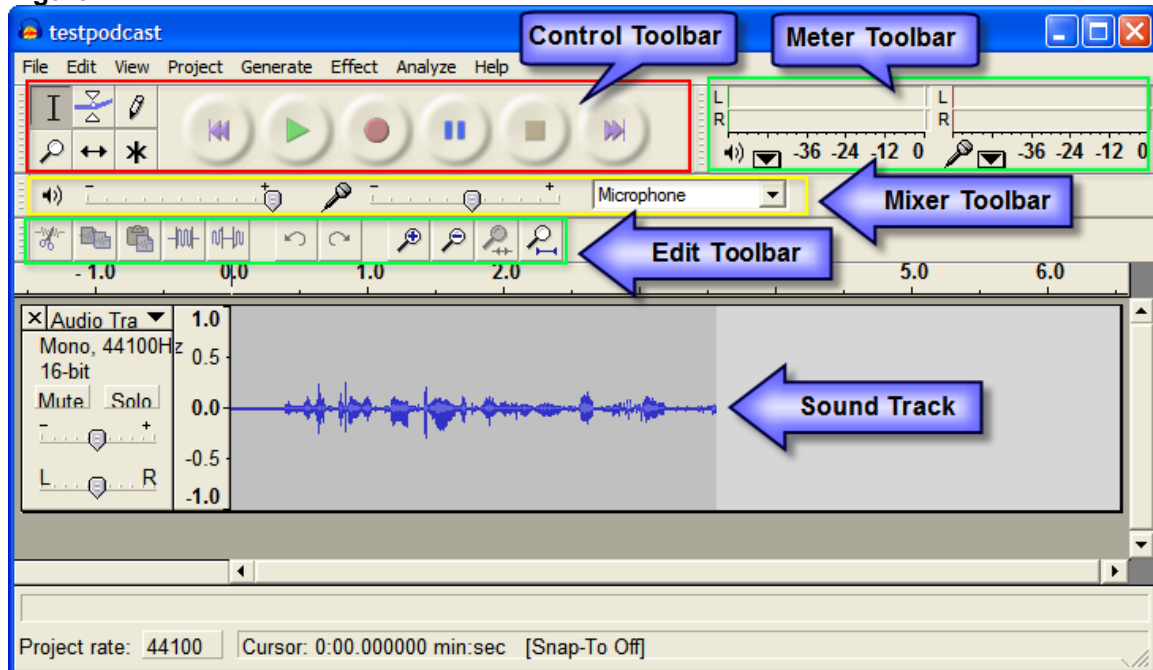 testpodcast
Control Toolbar
Meter Toolbar
File Edit View Project Generate Effect Analyze Help
L
R
-36 -24 -12 0
L
R
-36 -24 -12 0
Microphone
Mixer Toolbar
Edit Toolbar
- 1.0 0,0 1.0 2.0 5.0 6.0
Audio Tra
Mono, 44100Hz
16-bit
Mute Solo
- +
L R
1.0
0.5
0.0
-0.5
-1.0
Sound Track
Project rate: 44100 Cursor: 0:00.000000 min:sec [Snap-To Off]